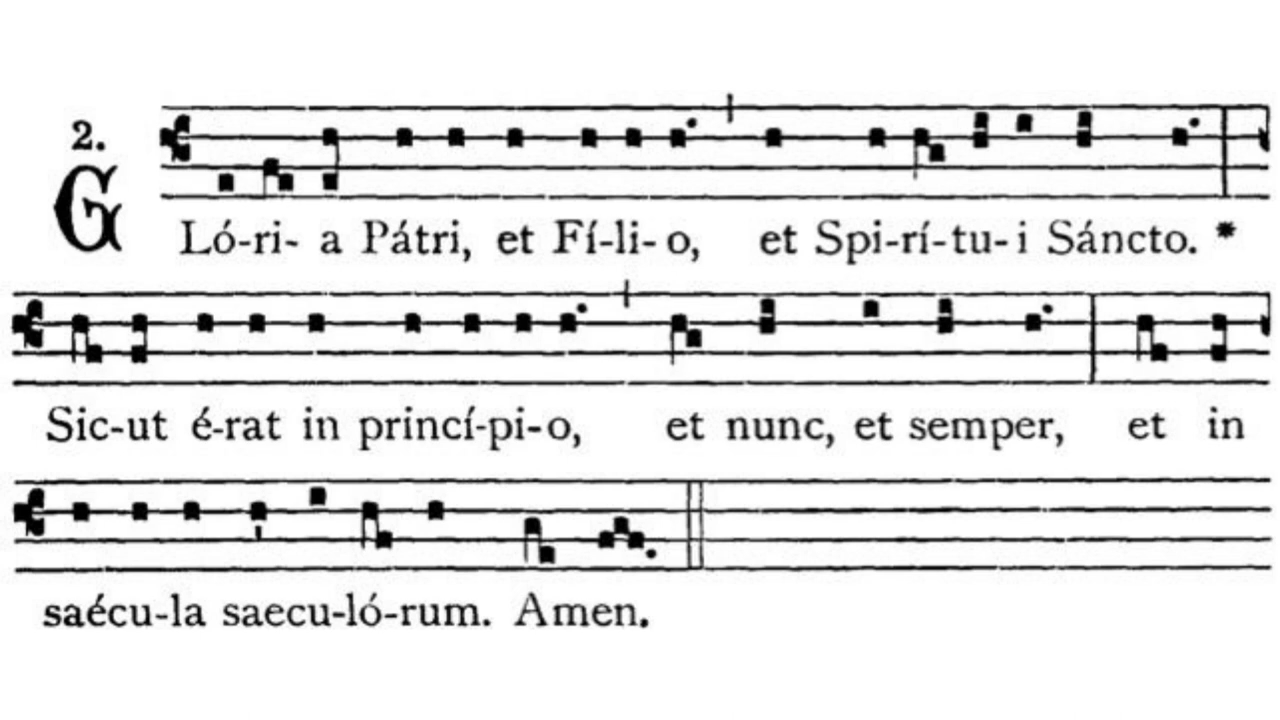 2.
GLó-ri- a Pátri, et Fí-li- o, et Spi-rí-tu- i Sáncto. *
Sic-ut é-rat in princí-pi-o, et nunc, et semper, et in
saécu-la saecu-ló-rum. Amen.